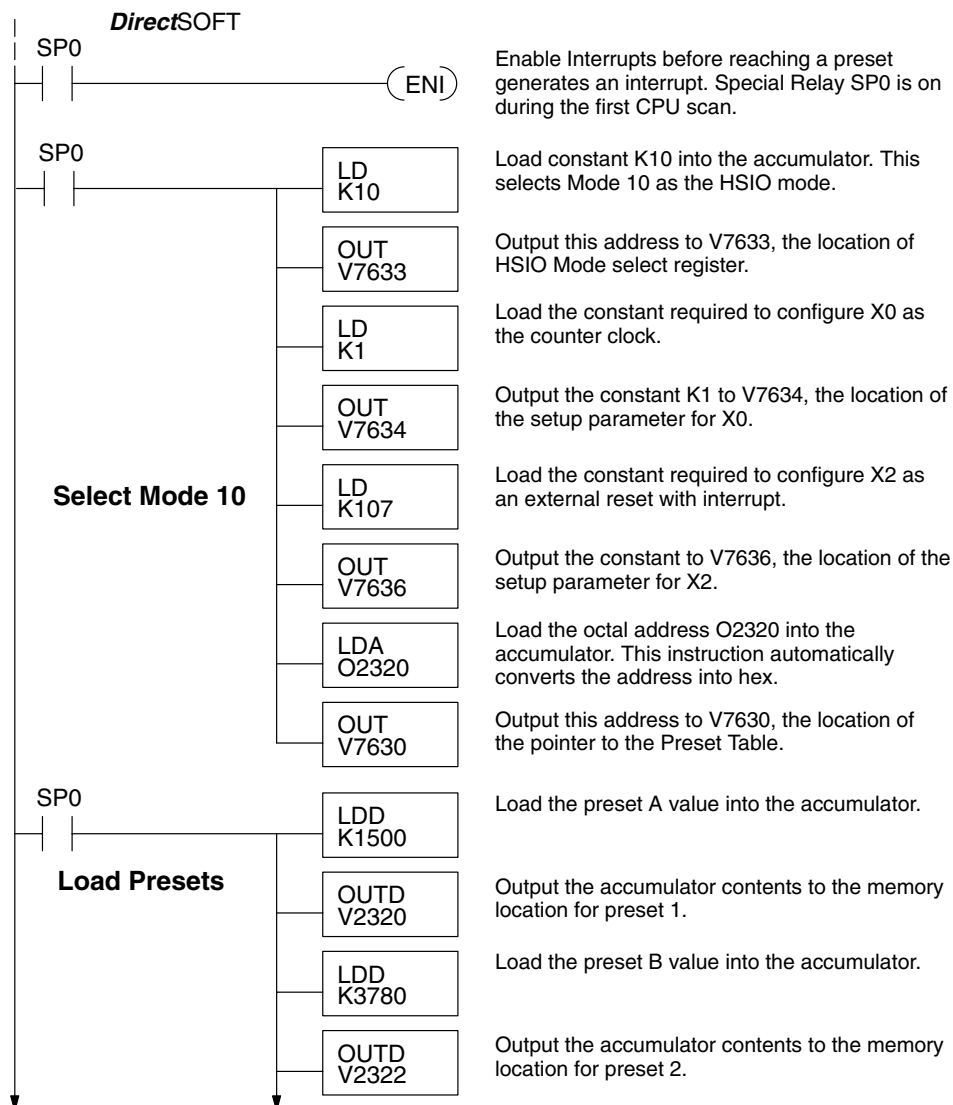 DirectSOFT
SP0
ENI
Enable Interrupts before reaching a preset
generates an interrupt. Special Relay SP0 is on
during the first CPU scan.
SP0
LD
K10
Load constant K10 into the accumulator. This
selects Mode 10 as the HSIO mode.
OUT
V7633
Output this address to V7633, the location of
HSIO Mode select register.
LD
K1
Load the constant required to configure X0 as
the counter clock.
OUT
V7634
Output the constant K1 to V7634, the location of
the setup parameter for X0.
Select Mode 10
LD
K107
Load the constant required to configure X2 as
an external reset with interrupt.
OUT
V7636
Output the constant to V7636, the location of the
setup parameter for X2.
LDA
O2320
Load the octal address O2320 into the
accumulator. This instruction automatically
converts the address into hex.
OUT
V7630
Output this address to V7630, the location of
the pointer to the Preset Table.
SP0
LDD
K1500
Load the preset A value into the accumulator.
Load Presets
OUTD
V2320
Output the accumulator contents to the memory
location for preset 1.
LDD
K3780
Load the preset B value into the accumulator.
OUTD
V2322
Output the accumulator contents to the memory
location for preset 2.